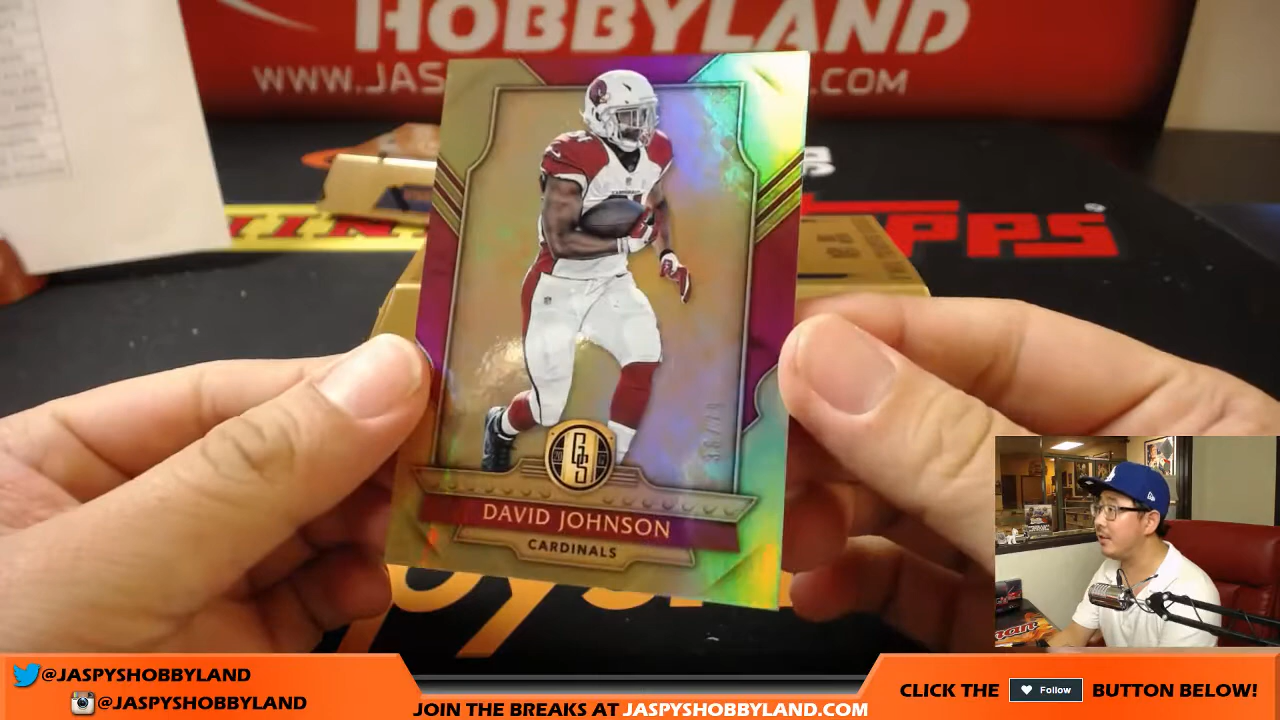 HOBBYLAND
WWW.JAS
.COM
PPS
GS
DAVID JOHNSON
CARDINALS
@JASPYSHOBBYLAND
@JASPYSHOBBYLAND
JOIN THE BREAKS AT JASPYSHOBBYLAND.COM
CLICK THE Follow BUTTON BELOW!